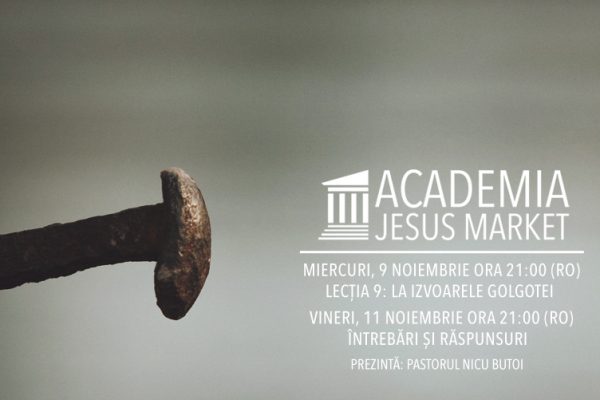 ACADEMIA
JESUS MARKET
MIERCURI, 9 NOIEMBRIE ORA 21:00 (RO)
LECȚIA 9: LA IZVOARELE GOLGOTEI
VINERI, 11 NOIEMBRIE ORA 21:00 (RO)
ÎNTREBĂRI ȘI RĂSPUNSURI
PREZINTĂ: PASTORUL NICU BUTOI